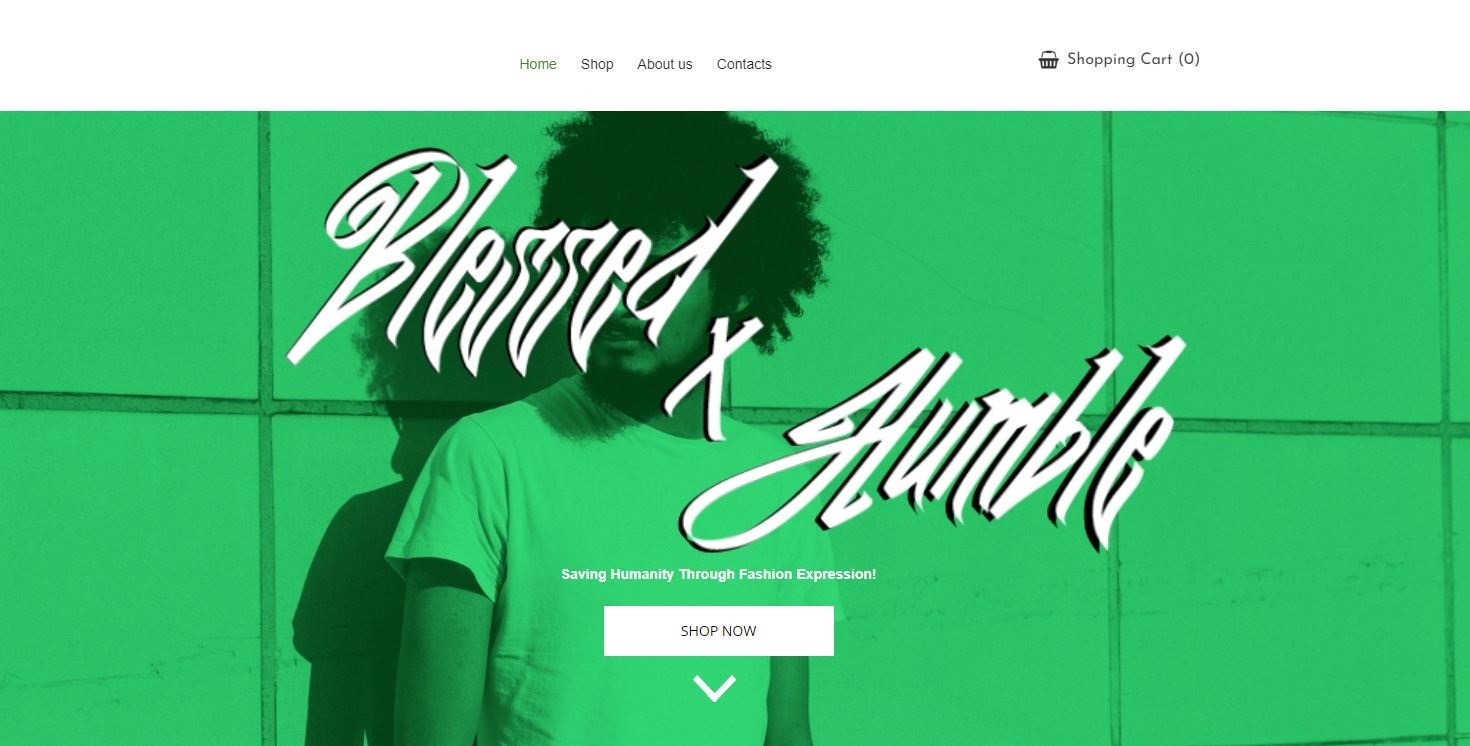 Home Shop About us Contacts
Shopping Cart (0)
Blessed
x
Humble
Saving Humanity Through Fashion Expression!
SHOP NOW